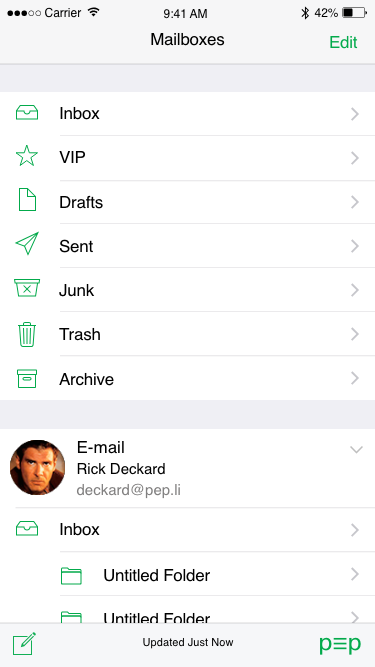 Carrier 9:41 AM 42%
Mailboxes Edit
Inbox
VIP
Drafts
Sent
Junk
Trash
Archive
E-mail
Rick Deckard
deckard@pep.li
Inbox
Untitled Folder
Untitled Folder
Updated Just Now p≡p